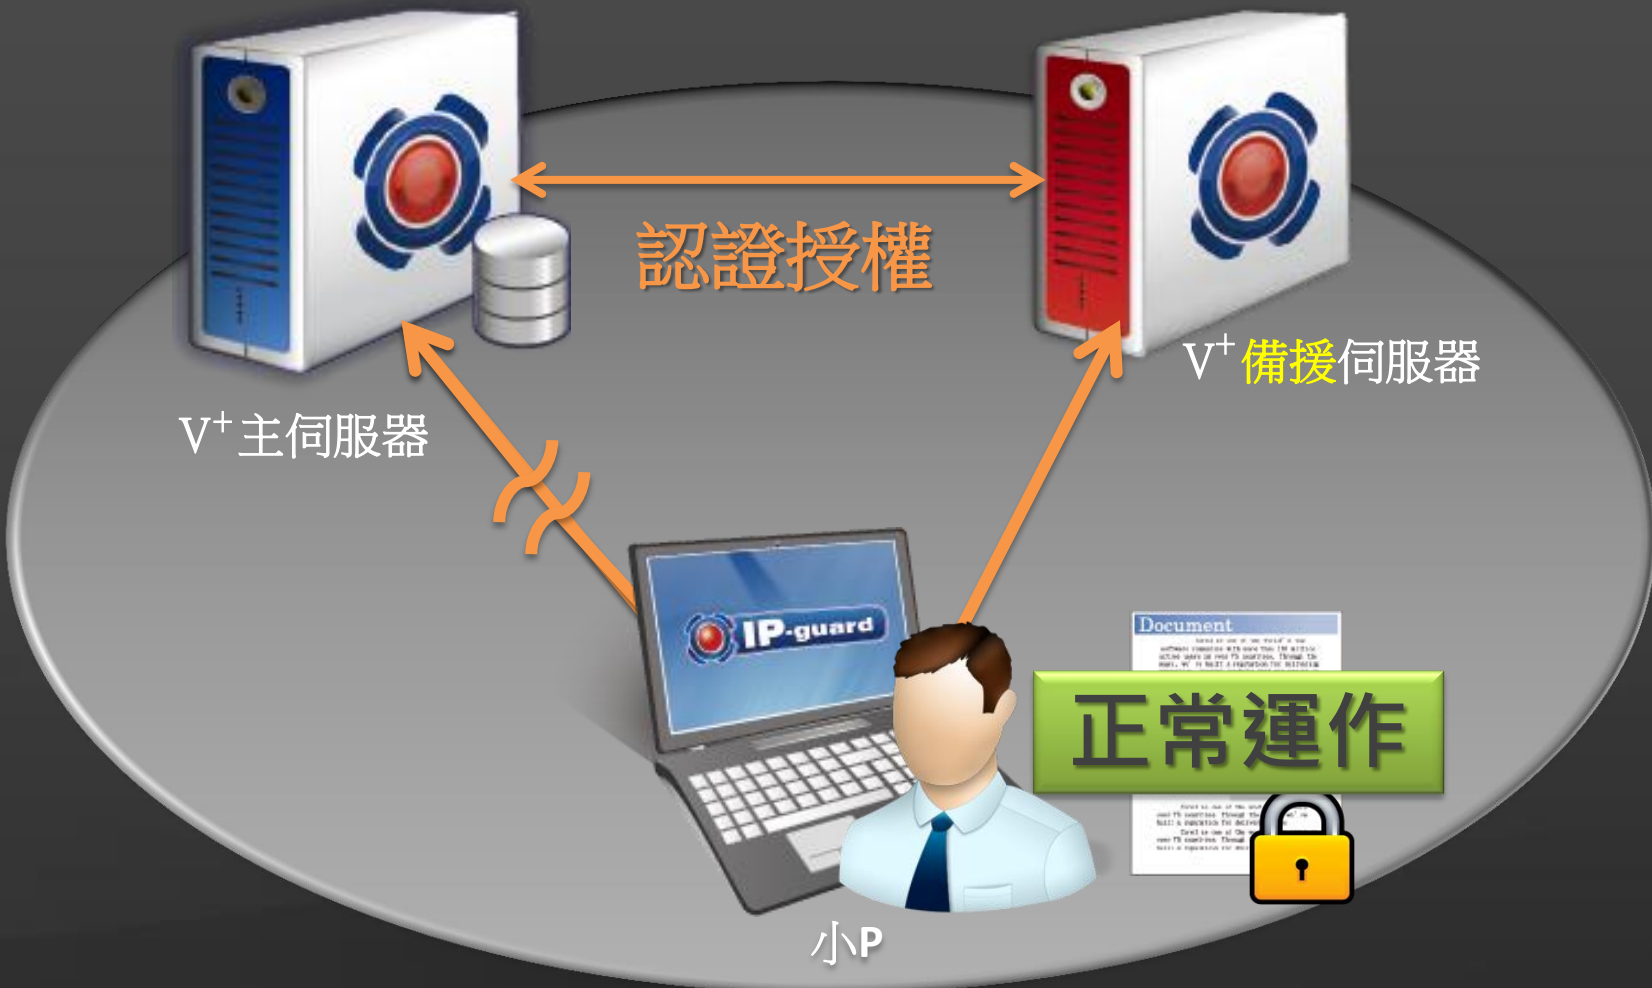 認證授權
V⁺備援伺服器
V⁺主伺服器
IP-guard
Document
正常運作
小P